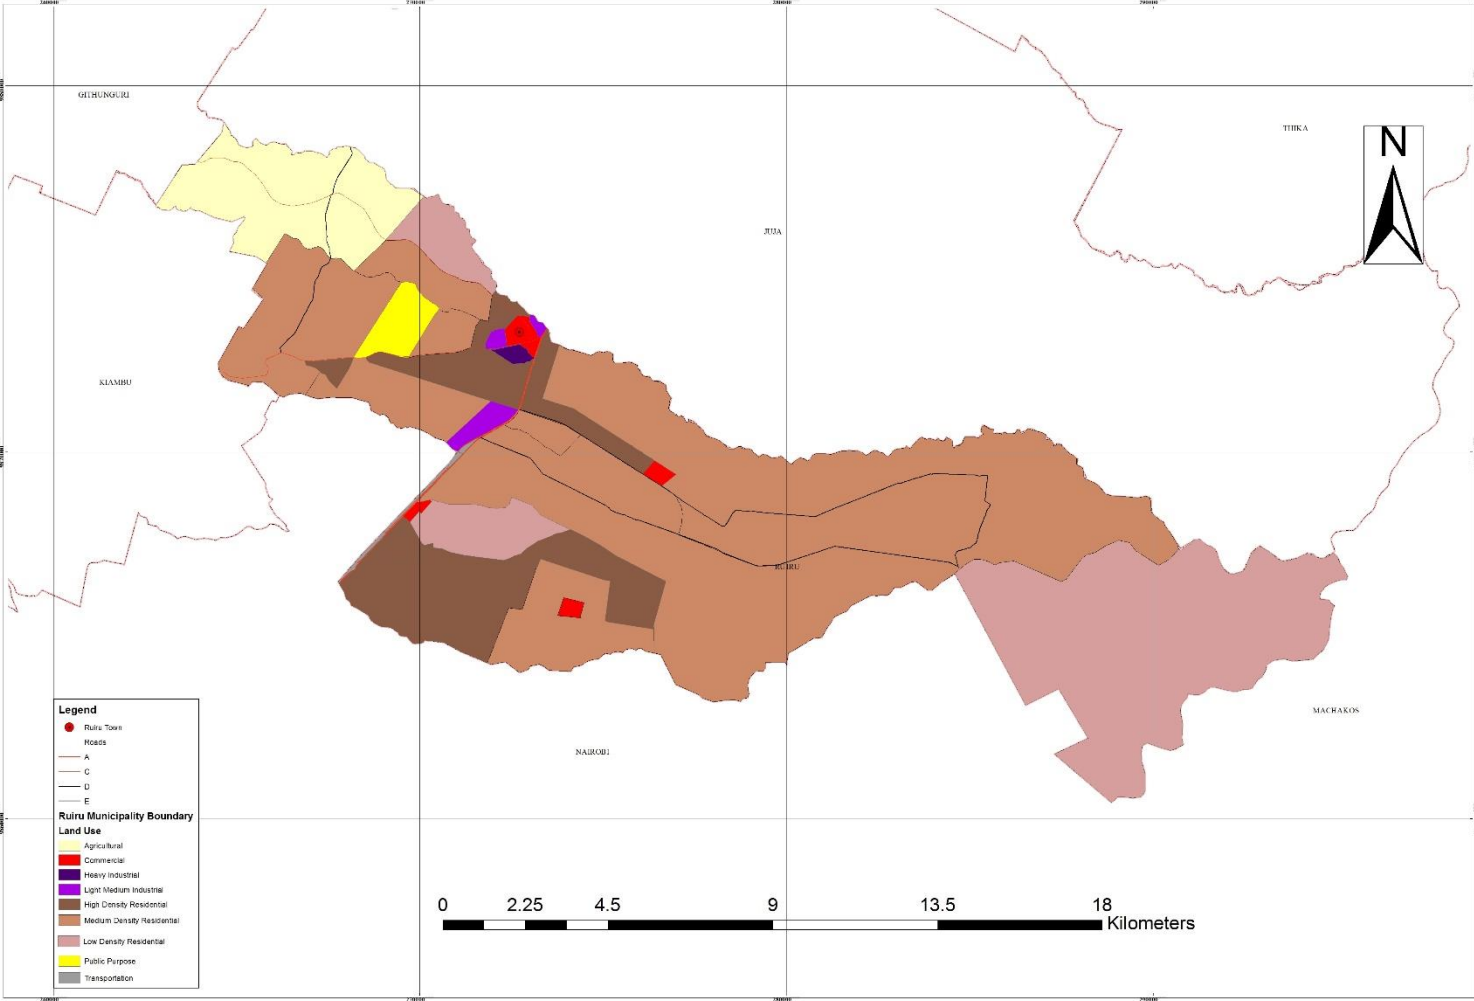 GITHUNGURI
THIKA
N
JUJA
KIAMBU
RUIRU
MACHAKOS
NAIROBI
Legend
Ruiru Town
Roads
A
C
D
E
Ruiru Municipality Boundary
Land Use
Agricultural
Commercial
Heavy Industrial
Light Medium Industrial
High Density Residential
Medium Density Residential
Low Density Residential
Public Purpose
Transportation
0 2.25 4.5 9 13.5 18
Kilometers